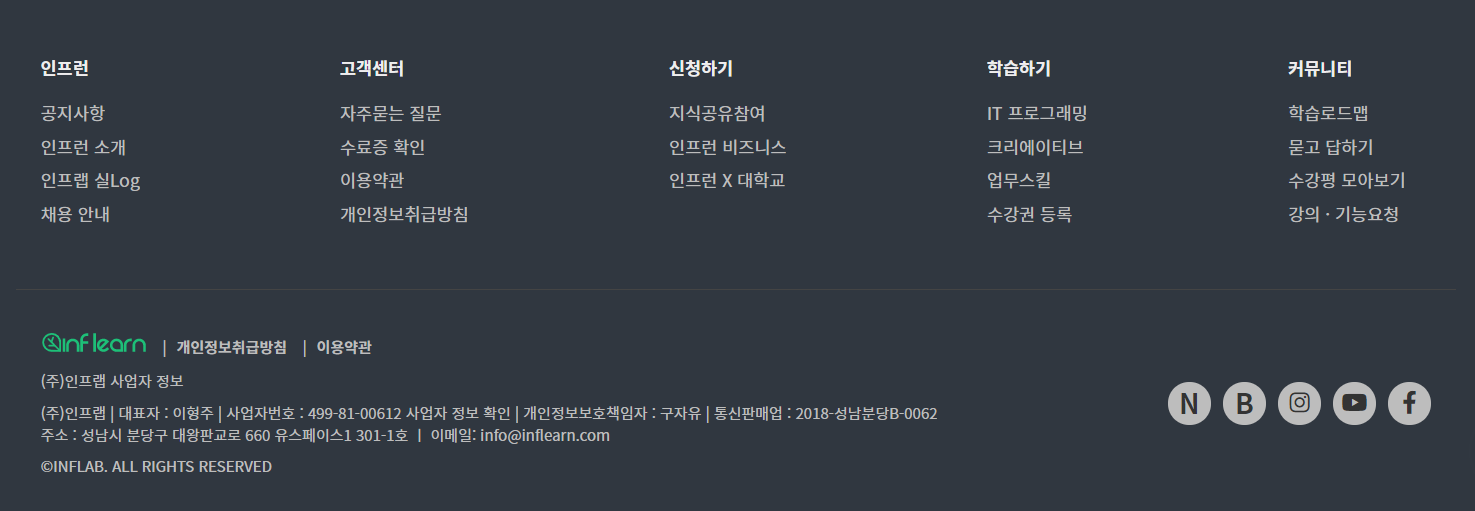 인프런
공지사항
인프런 소개
인프랩 실Log
채용 안내
고객센터
자주묻는 질문
수료증 확인
이용약관
개인정보취급방침
신청하기
지식공유참여
인프런 비즈니스
인프런 X 대학교
학습하기
IT 프로그래밍
크리에이티브
업무스킬
수강권 등록
커뮤니티
학습로드맵
묻고 답하기
수강평 모아보기
강의 · 기능요청
inflearn | 개인정보취급방침 | 이용약관
(주)인프랩 사업자 정보
(주)인프랩 | 대표자 : 이형주 | 사업자번호 : 499-81-00612 사업자 정보 확인 | 개인정보보호책임자 : 구자유 | 통신판매업 : 2018-성남분당B-0062
주소 : 성남시 분당구 대왕판교로 660 유스페이스1 301-1호 ㅣ 이메일: info@inflearn.com
©INFLAB. ALL RIGHTS RESERVED
N B